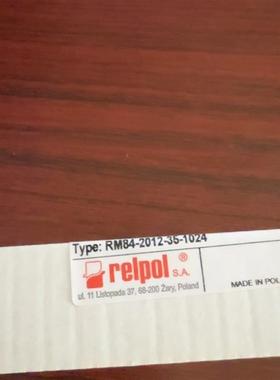 Type: RM84-2012-35-1024
relpol ® S.A.
ul. 11 Listopada 37, 68-200 Żary, Poland
MADE IN POL